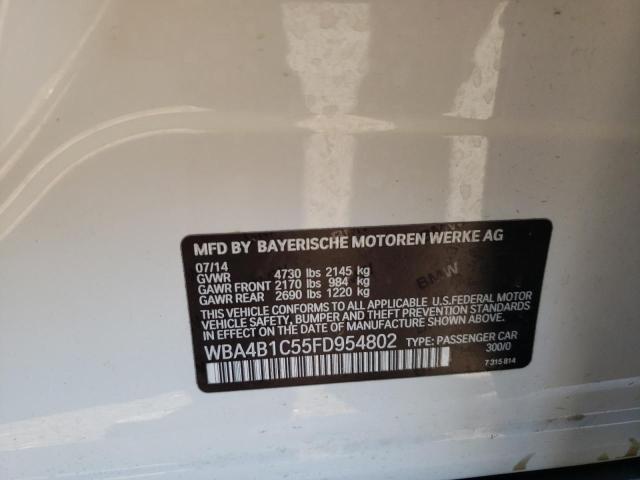 MFD BY BAYERISCHE MOTOREN WERKE AG
07/14
GVWR 4730 lbs 2145 kg
GAWR FRONT 2170 lbs 984 kg
GAWR REAR 2690 lbs 1220 kg
BMW
THIS VEHICLE CONFORMS TO ALL APPLICABLE U.S.FEDERAL MOTOR
VEHICLE SAFETY, BUMPER, AND THEFT PREVENTION STANDARDS
IN EFFECT ON THE DATE OF MANUFACTURE SHOWN ABOVE.
WBA4B1C55FD954802 TYPE: PASSENGER CAR
300/0
7 315 814